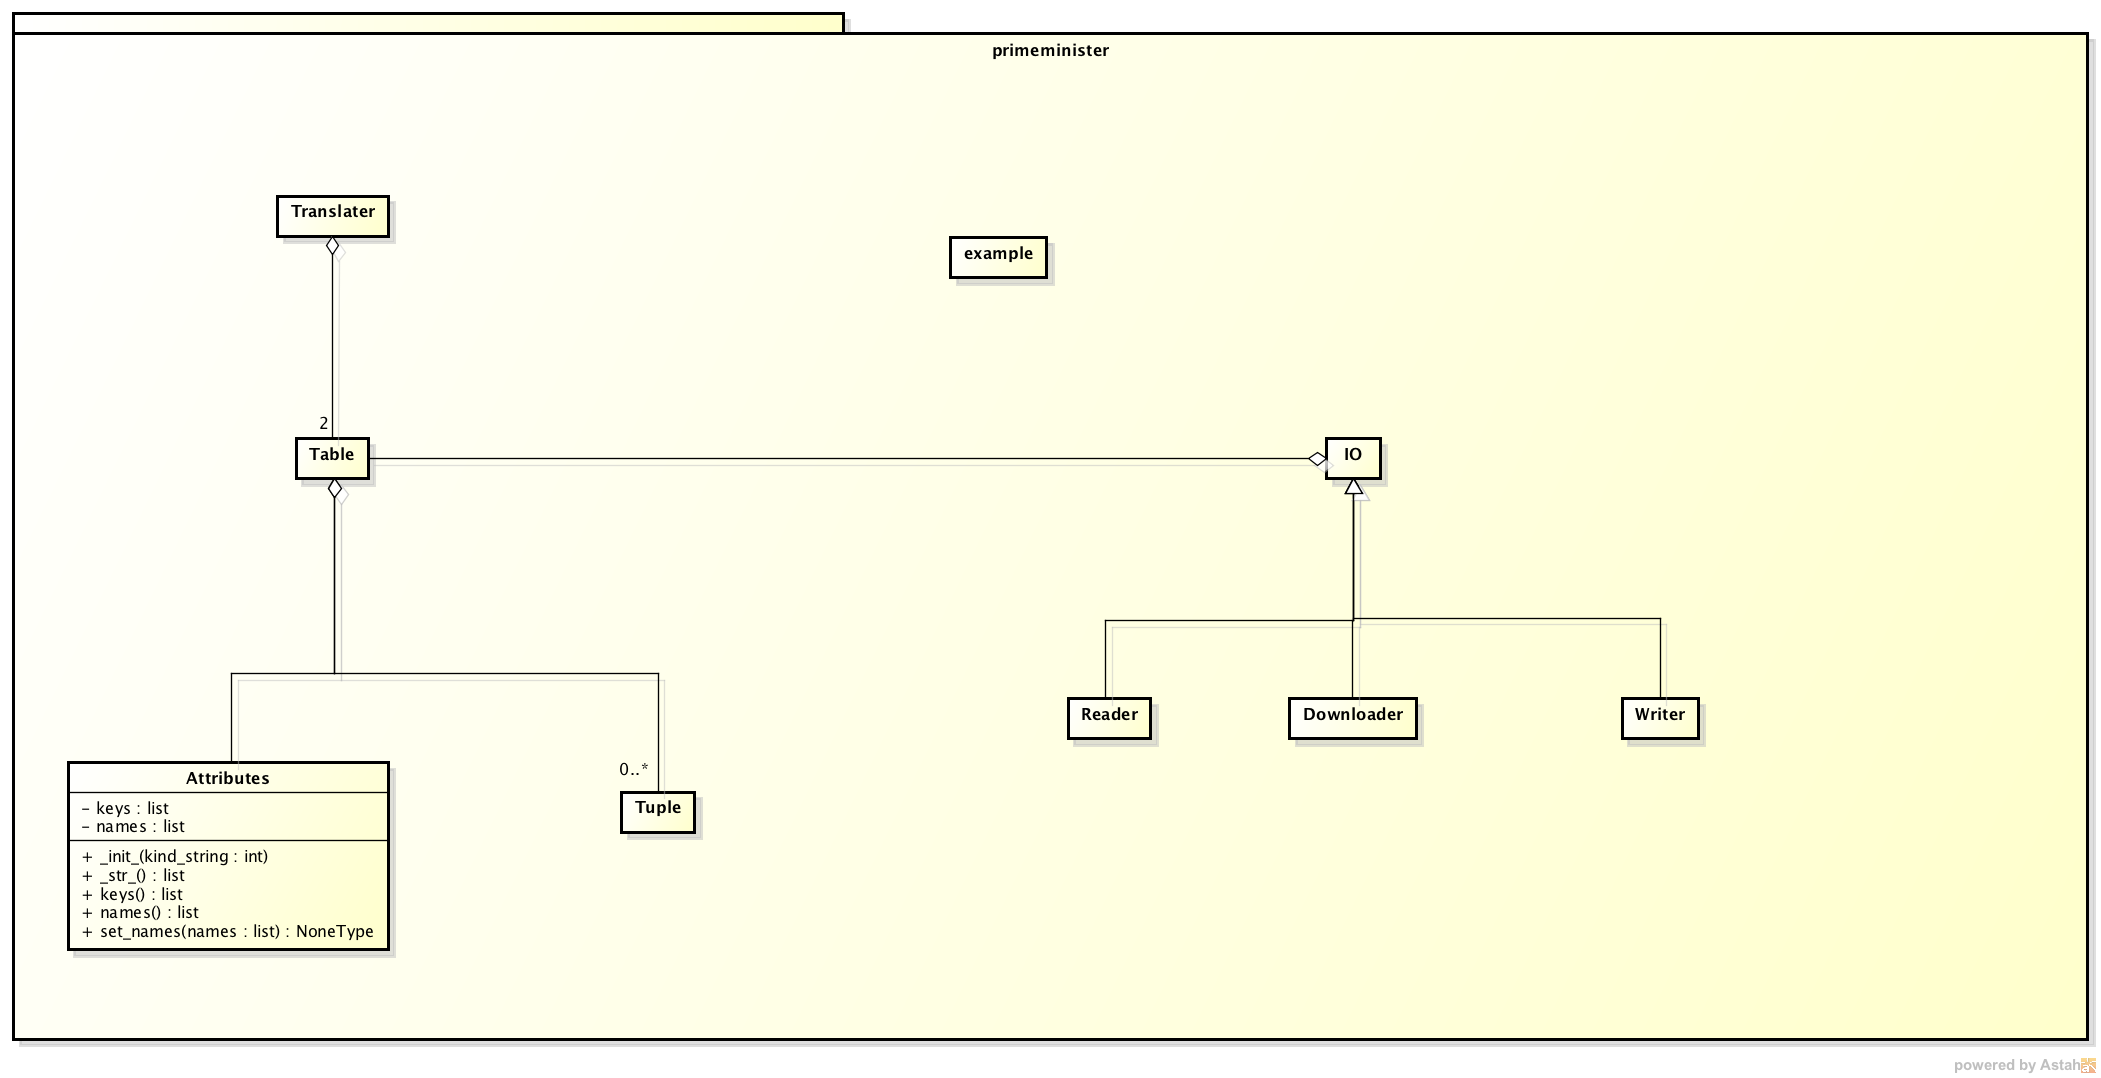 primeminister
Translater
example
2
Table
IO
Reader
Downloader
Writer
0..*
Attributes
- keys : list
- names : list
+ _init_(kind_string : int)
+ _str_() : list
+ keys() : list
+ names() : list
+ set_names(names : list) : NoneType
Tuple
powered by Astah